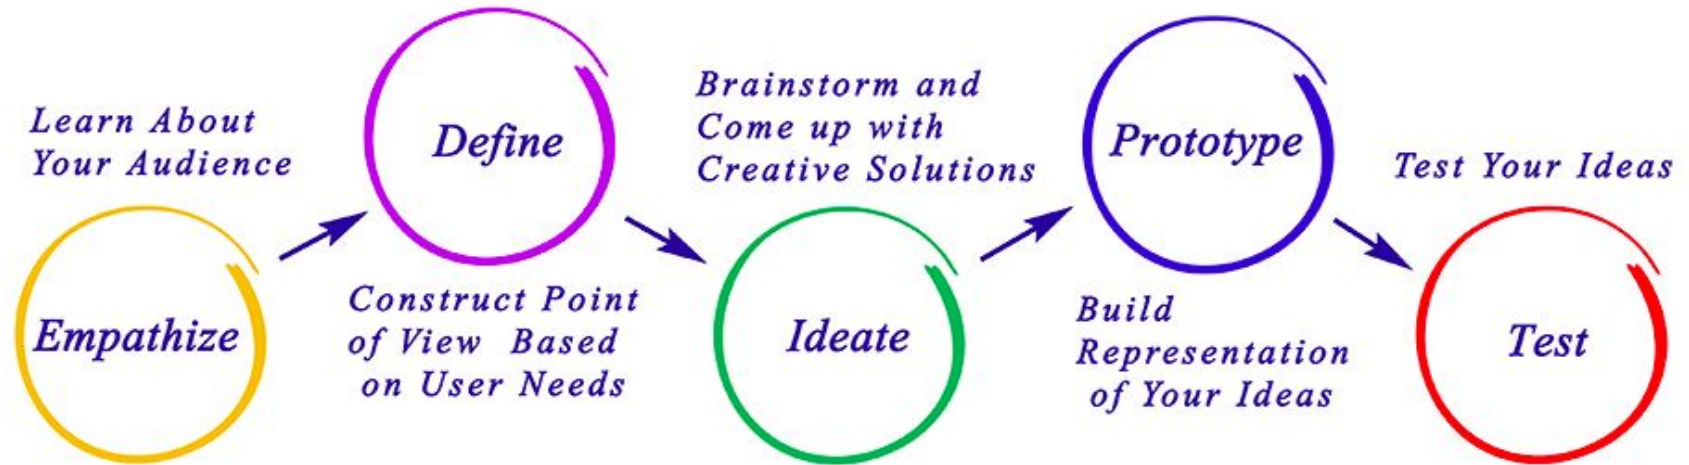 Learn About
Your Audience
Empathize
Define
Construct Point
of View Based
on User Needs
Brainstorm and
Come up with
Creative Solutions
Ideate
Prototype
Build
Representation
of Your Ideas
Test Your Ideas
Test